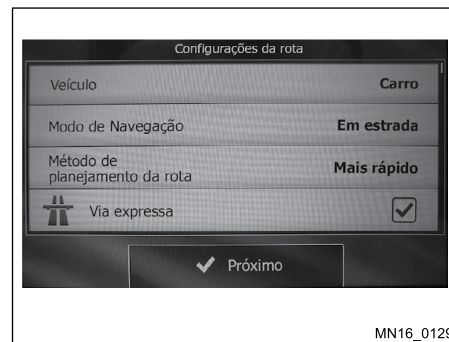 Configurações da rota
Veículo
Carro
Modo de Navegação
Em estrada
Método de
planejamento da rota
Mais rápido
Via expressa
Próximo
MN16_0129